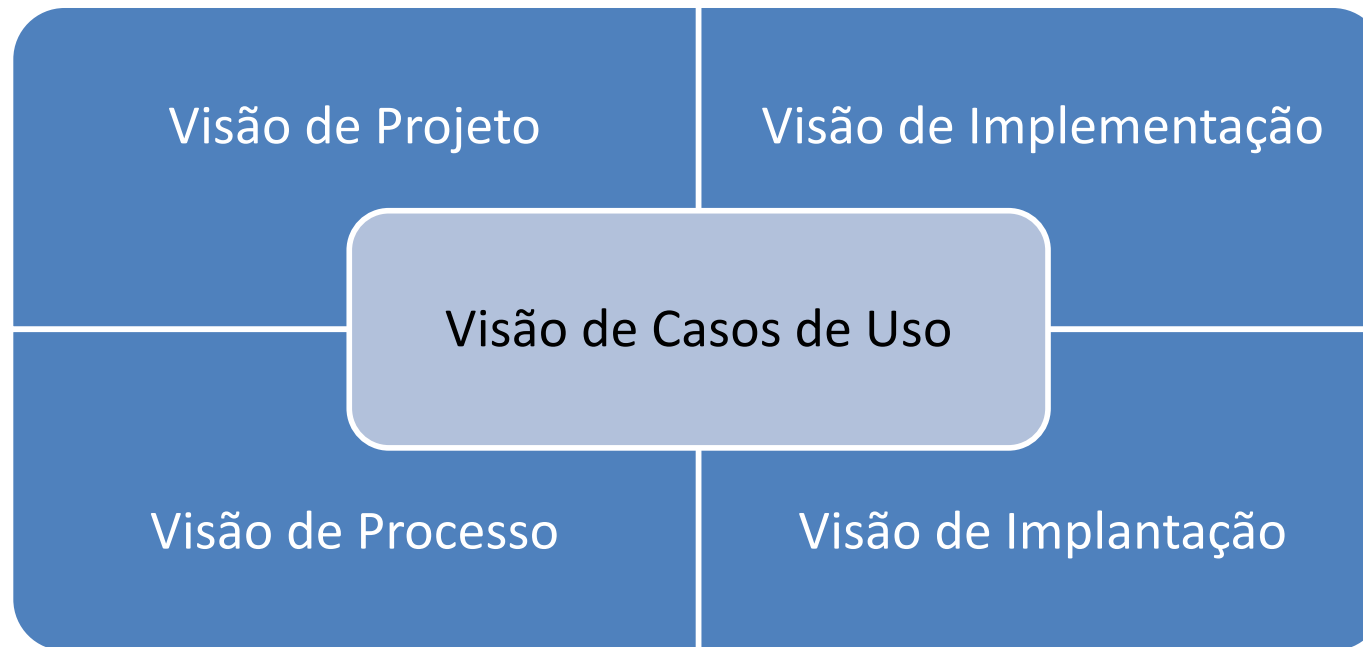 Visão de Projeto
Visão de Implementação
Visão de Casos de Uso
Visão de Processo
Visão de Implantação